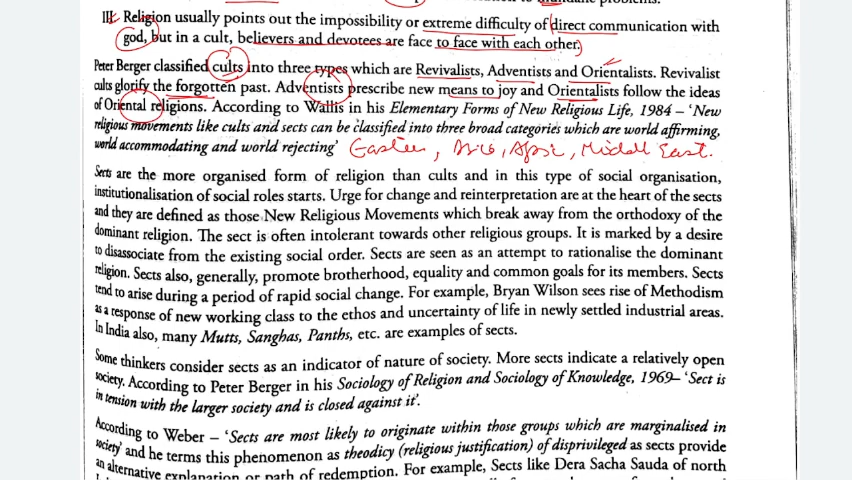 III. Religion usually points out the impossibility or extreme difficulty of direct communication with
god, but in a cult, believers and devotees are face to face with each other.
Peter Berger classified cults into three types which are Revivalists, Adventists and Orientalists. Revivalist
cults glorify the forgotten past. Adventists prescribe new means to joy and Orientalists follow the ideas
of Oriental religions. According to Wallis in his Elementary Forms of New Religious Life, 1984 – 'New
religious movements like cults and sects can be classified into three broad categories which are world affirming,
world accommodating and world rejecting' Middle East.
Sects are the more organised form of religion than cults and in this type of social organisation,
institutionalisation of social roles starts. Urge for change and reinterpretation are at the heart of the sects
and they are defined as those New Religious Movements which break away from the orthodoxy of the
dominant religion. The sect is often intolerant towards other religious groups. It is marked by a desire
to disassociate from the existing social order. Sects are seen as an attempt to rationalise the dominant
religion. Sects also, generally, promote brotherhood, equality and common goals for its members. Sects
tend to arise during a period of rapid social change. For example, Bryan Wilson sees rise of Methodism
as a response of new working class to the ethos and uncertainty of life in newly settled industrial areas.
In India also, many Mutts, Sanghas, Panths, etc. are examples of sects.
Some thinkers consider sects as an indicator of nature of society. More sects indicate a relatively open
society. According to Peter Berger in his Sociology of Religion and Sociology of Knowledge, 1969– 'Sect is
in tension with the larger society and is closed against it'.
According to Weber – 'Sects are most likely to originate within those groups which are marginalised in
society' and he terms this phenomenon as theodicy (religious justification) of disprivileged as sects provide
an alternative explanation or path of redemption. For example, Sects like Dera Sacha Sauda of north